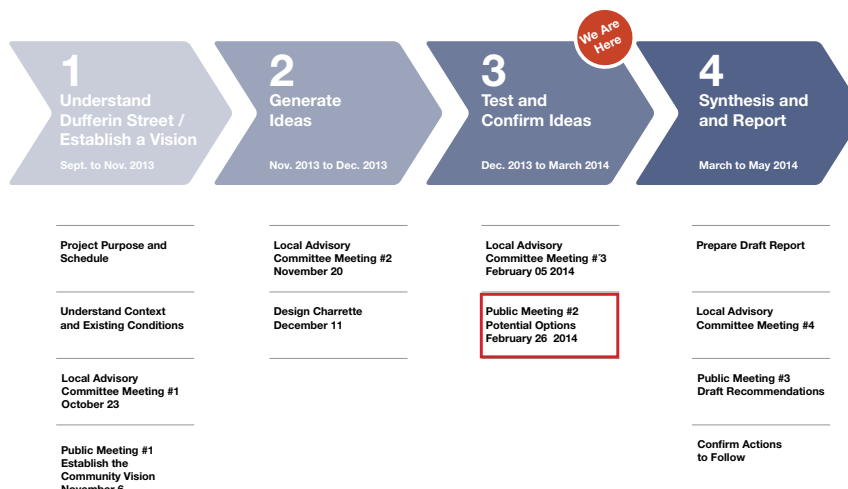 We Are
Here
1
Understand
Dufferin Street /
Establish a Vision
Sept. to Nov. 2013
2
Generate
Ideas
Nov. 2013 to Dec. 2013
3
Test and
Confirm Ideas
Dec. 2013 to March 2014
4
Synthesis and
and Report
March to May 2014
Project Purpose and
Schedule
Understand Context
and Existing Conditions
Local Advisory
Committee Meeting #1
October 23
Public Meeting #1
Establish the
Community Vision
November 6
Local Advisory
Committee Meeting #2
November 20
Design Charrette
December 11
Local Advisory
Committee Meeting #´3
February 05 2014
Public Meeting #2
Potential Options
February 26  2014
Prepare Draft Report
Local Advisory
Committee Meeting #4
Public Meeting #3
Draft Recommendations
Confirm Actions
to Follow